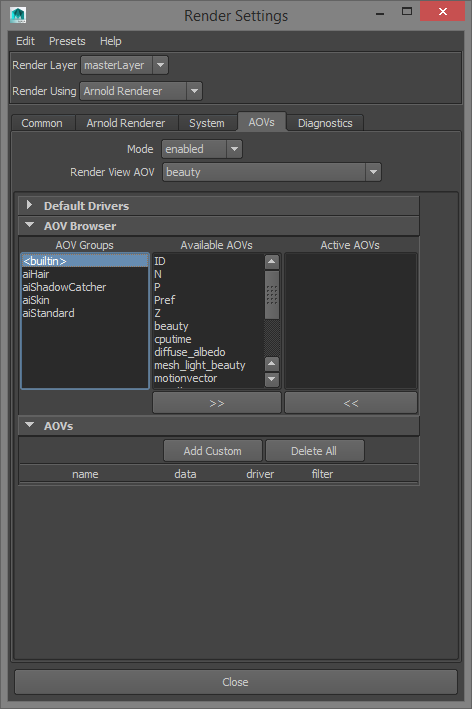 Render Settings
Edit Presets Help
Render Layer masterLayer
Render Using Arnold Renderer
Common Arnold Renderer System AOVs Diagnostics
Mode enabled
Render View AOV beauty
Default Drivers
AOV Browser
AOV Groups Available AOVs Active AOVs
<builtin> ID
aiHair N
aiShadowCatcher P
aiSkin Pref
aiStandard Z
beauty
cputime
diffuse_albedo
mesh_light_beauty
motionvector
>> <<
AOVs
Add Custom Delete All
name data driver filter
Close